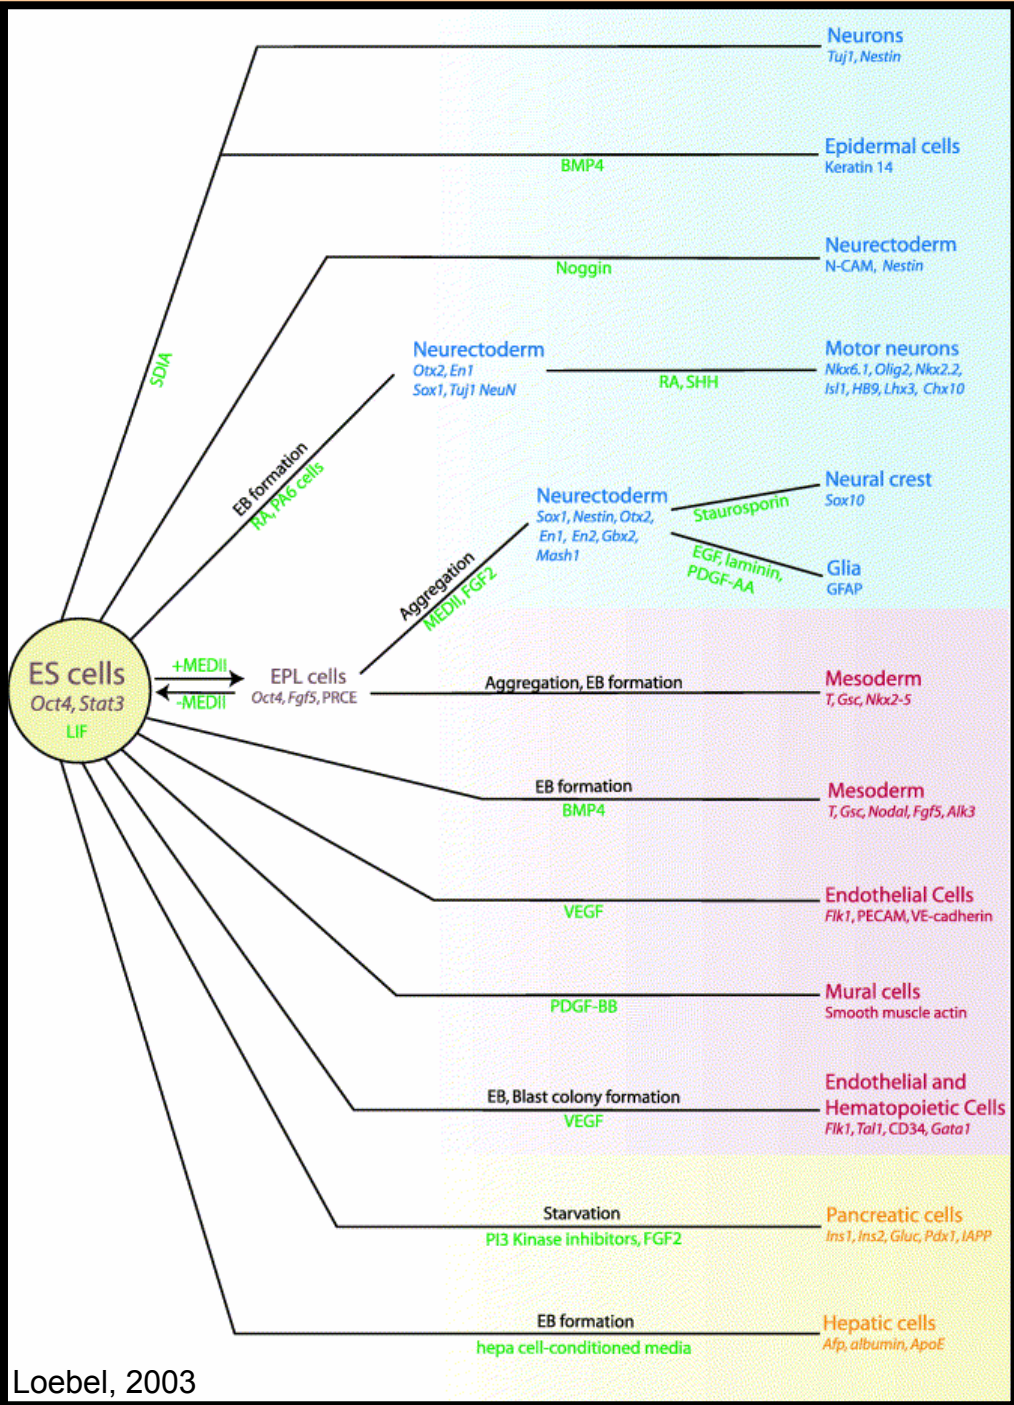 Neurons
Tuj1, Nestin
Epidermal cells
Keratin 14
BMP4
Neurectoderm
N-CAM, Nestin
Noggin
SDIA
Neurectoderm
Otx2, En1
Sox1, Tuj1 NeuN
RA, SHH
Motor neurons
Nkx6.1, Olig2, Nkx2.2,
Isl1, HB9, Lhx3, Chx10
EB formation
RA, PA6 cells
Neurectoderm
Sox1, Nestin, Otx2,
En1, En2, Gbx2,
Mash1
Staurosporin
Neural crest
Sox10
EGF, laminin,
PDGF-AA
Glia
GFAP
Aggregation
MEDII, FGF2
ES cells
Oct4, Stat3
LIF
+MEDII
-MEDII
EPL cells
Oct4, Fgf5, PRCE
Aggregation, EB formation
Mesoderm
T, Gsc, Nkx2-5
EB formation
BMP4
Mesoderm
T, Gsc, Nodal, Fgf5, Alk3
VEGF
Endothelial Cells
Flk1, PECAM, VE-cadherin
PDGF-BB
Mural cells
Smooth muscle actin
EB, Blast colony formation
VEGF
Endothelial and
Hematopoietic Cells
Flk1, Tal1, CD34, Gata1
Starvation
PI3 Kinase inhibitors, FGF2
Pancreatic cells
Ins1, Ins2, Gluc, Pdx1, IAPP
EB formation
hepa cell-conditioned media
Hepatic cells
Afp, albumin, ApoE
Loebel, 2003